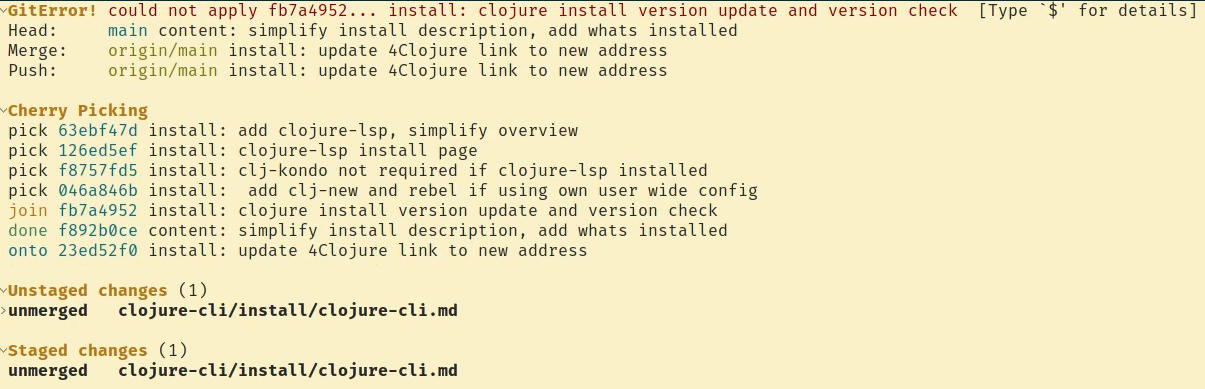 GitError! could not apply fb7a4952... install: clojure install version update and version check [Type `$' for details]
Head: main content: simplify install description, add whats installed
Merge: origin/main install: update 4Clojure link to new address
Push: origin/main install: update 4Clojure link to new address
Cherry Picking
pick 63ebf47d install: add clojure-lsp, simplify overview
pick 126ed5ef install: clojure-lsp install page
pick f8757fd5 install: clj-kondo not required if clojure-lsp installed
pick 046a846b install:  add clj-new and rebel if using own user wide config
join fb7a4952 install: clojure install version update and version check
done f892b0ce content: simplify install description, add whats installed
onto 23ed52f0 install: update 4Clojure link to new address
Unstaged changes (1)
unmerged clojure-cli/install/clojure-cli.md
Staged changes (1)
unmerged clojure-cli/install/clojure-cli.md